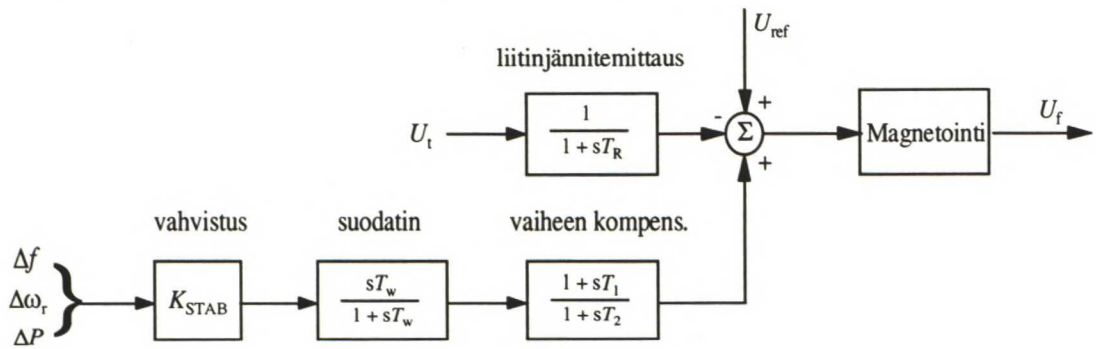 U_ref
liitinjännitemittaus
+
-
U_t
1
1 + sT_R
Σ
Magnetointi
U_f
+
vahvistus
suodatin
vaiheen kompens.
Δf
Δω_r
ΔP
}
K_STAB
sT_w
1 + sT_w
1 + sT_1
1 + sT_2